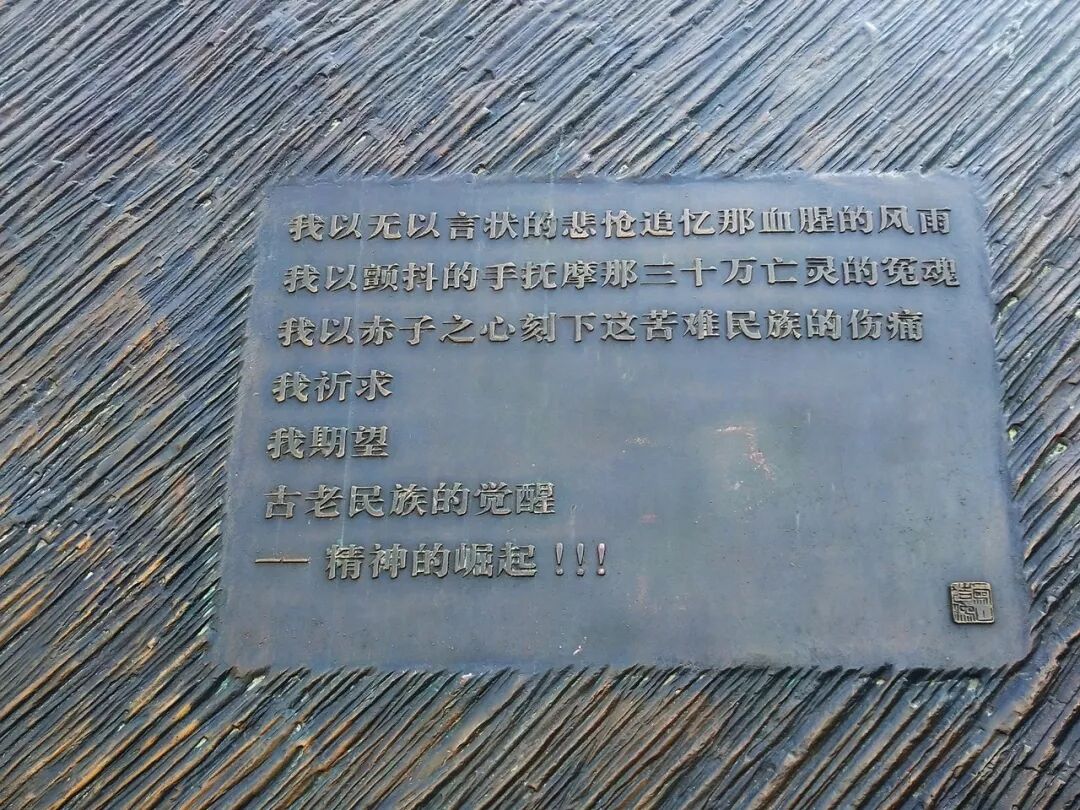 我以无以言状的悲怆追忆那血腥的风雨
我以颤抖的手抚摩那三十万亡灵的冤魂
我以赤子之心刻下这苦难民族的伤痛
我祈求
我期望
古老民族的觉醒
—— 精神的崛起!!!